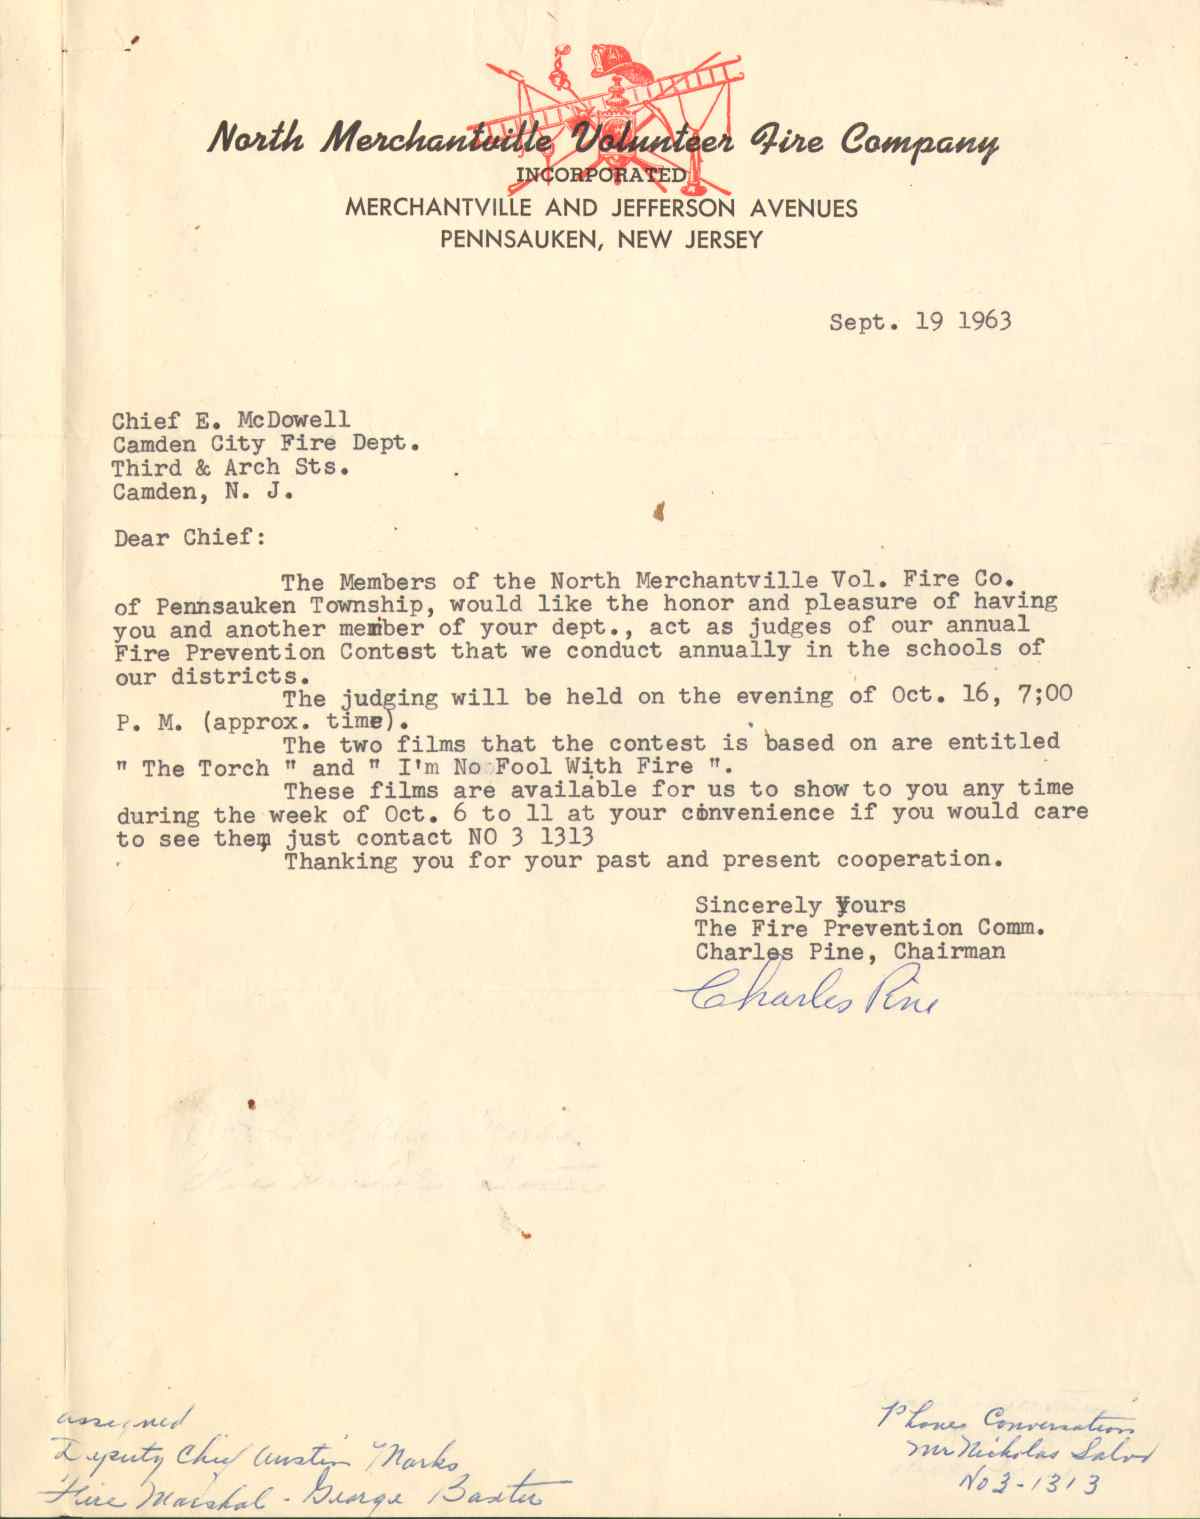 North Merchantville Volunteer Fire Company
INCORPORATED
MERCHANTVILLE AND JEFFERSON AVENUES
PENNSAUKEN, NEW JERSEY
Sept. 19 1963
Chief E. McDowell
Camden City Fire Dept.
Third & Arch Sts.
Camden, N. J.
Dear Chief:
The Members of the North Merchantville Vol. Fire Co.
of Pennsauken Township, would like the honor and pleasure of having
you and another member of your dept., act as judges of our annual
Fire Prevention Contest that we conduct annually in the schools of
our districts.
The judging will be held on the evening of Oct. 16, 7;00
P. M. (approx. time).
The two films that the contest is based on are entitled
" The Torch " and " I'm No Fool With Fire ".
These films are available for us to show to you any time
during the week of Oct. 6 to 11 at your convenience if you would care
to see them, just contact NO 3 1313
Thanking you for your past and present cooperation.
Sincerely Yours
The Fire Prevention Comm.
Charles Pine, Chairman
Charles Pine
assigned
Deputy Chief Austin Marks
Fire Marshal - George Baxter
Phone Conversation
Mr Nicholas
No 3-1313